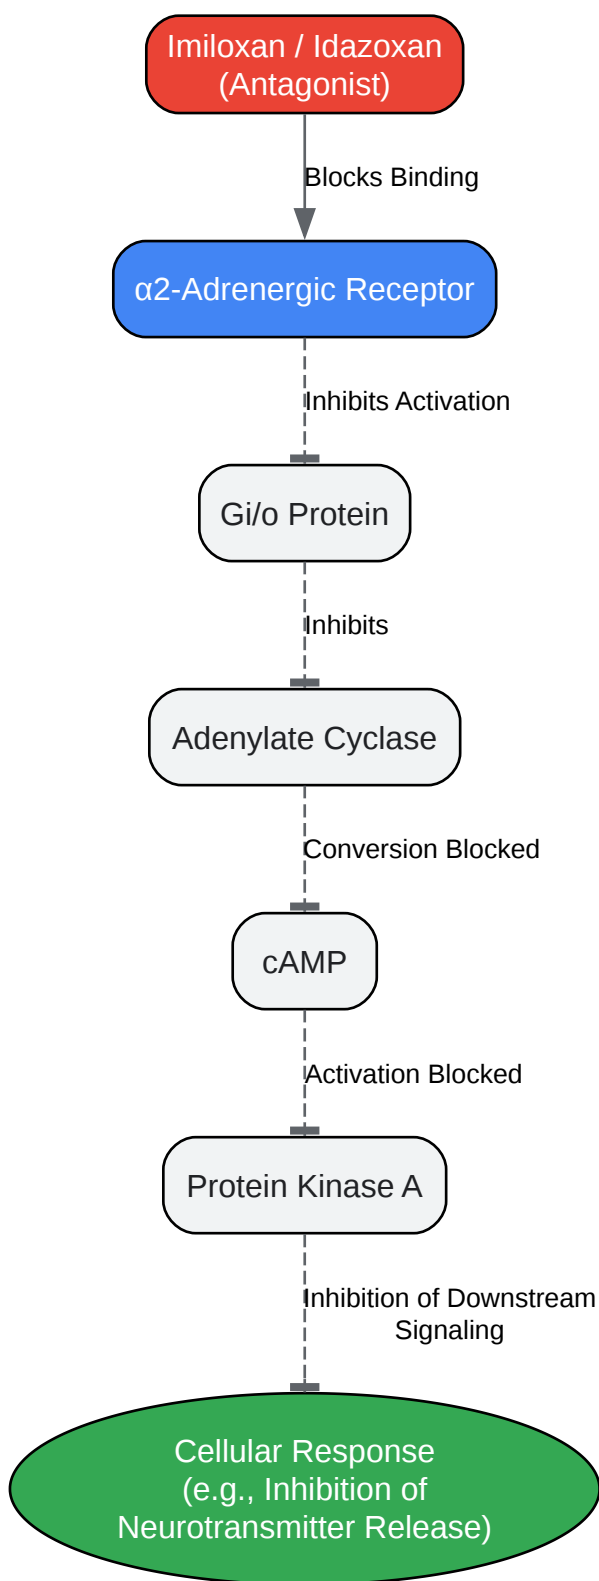 Imiloxan / Idazoxan
(Antagonist)
Blocks Binding
α2-Adrenergic Receptor
Inhibits Activation
Gi/o Protein
Inhibits
Adenylate Cyclase
Conversion Blocked
cAMP
Activation Blocked
Protein Kinase A
Inhibition of Downstream
Signaling
Cellular Response
(e.g., Inhibition of
Neurotransmitter Release)